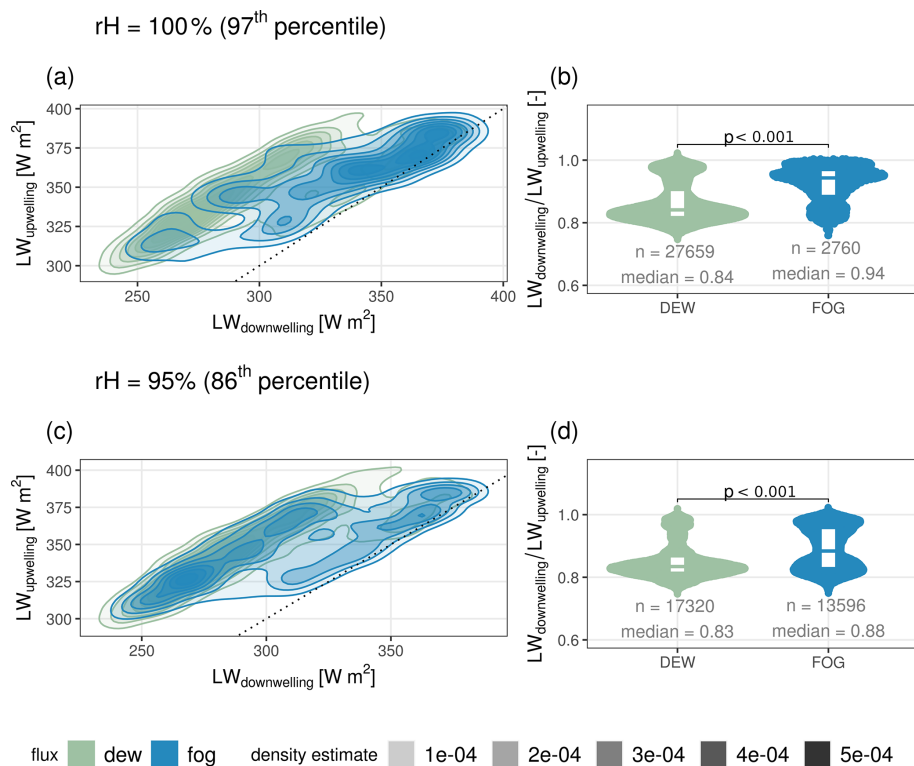 rH = 100% (97th percentile)
(a)
(b)
LWupwelling [W m2]
400
375
350
325
300
250 300 350 400
LWdownwelling [W m2]
LWdownwelling/LWupwelling [-]
1.0
0.8
0.6
p < 0.001
n = 27659
median = 0.84
n = 2760
median = 0.94
DEW FOG
rH = 95% (86th percentile)
(c)
(d)
LWupwelling [W m2]
400
375
350
325
300
250 300 350
LWdownwelling [W m2]
LWdownwelling/LWupwelling [-]
1.0
0.8
0.6
p < 0.001
n = 17320
median = 0.83
n = 13596
median = 0.88
DEW FOG
flux dew fog density estimate 1e-04 2e-04 3e-04 4e-04 5e-04